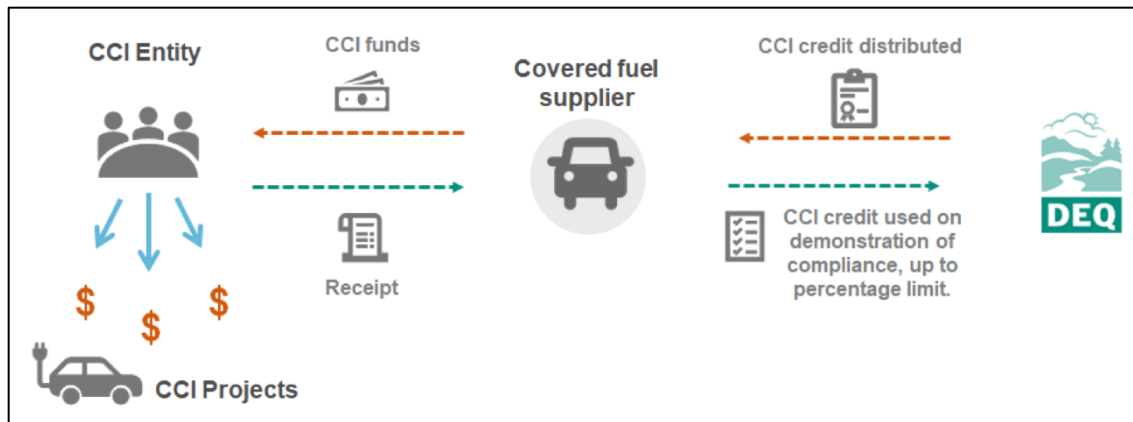 CCI Entity
CCI funds
Covered fuel
supplier
CCI credit distributed
DEQ
Receipt
CCI credit used on
demonstration of
compliance, up to
percentage limit.
$
$
$
CCI Projects